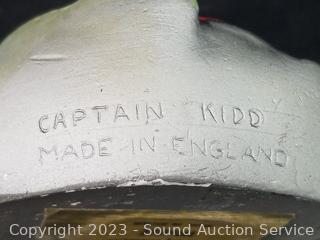 CAPTAIN KIDD
MADE IN ENGLAND
Copyright 2023 - Sound Auction Service